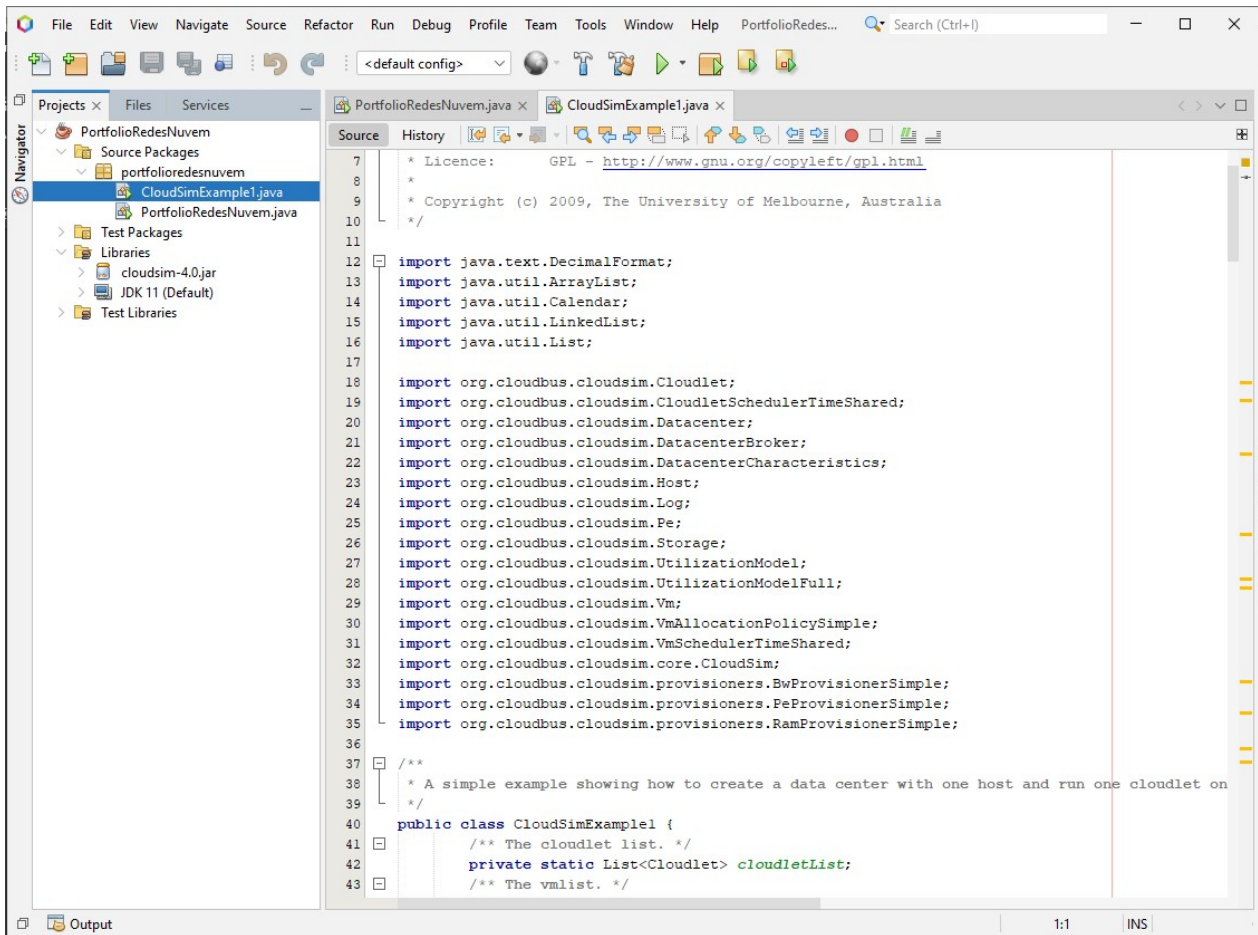 File Edit View Navigate Source Refactor Run Debug Profile Team Tools Window Help PortfolioRedes... Search (Ctrl+I)
<default config>
Projects Files Services
PortfolioRedesNuvem.java CloudSimExample1.java
Navigator
PortfolioRedesNuvem
Source Packages
portfolioredesnuvem
CloudSimExample1.java
PortfolioRedesNuvem.java
Test Packages
Libraries
cloudsim-4.0.jar
JDK 11 (Default)
Test Libraries
Source History
7 * Licence: GPL - http://www.gnu.org/copyleft/gpl.html
8 *
9 * Copyright (c) 2009, The University of Melbourne, Australia
10 */
11
12 import java.text.DecimalFormat;
13 import java.util.ArrayList;
14 import java.util.Calendar;
15 import java.util.LinkedList;
16 import java.util.List;
17
18 import org.cloudbus.cloudsim.Cloudlet;
19 import org.cloudbus.cloudsim.CloudletSchedulerTimeShared;
20 import org.cloudbus.cloudsim.Datacenter;
21 import org.cloudbus.cloudsim.DatacenterBroker;
22 import org.cloudbus.cloudsim.DatacenterCharacteristics;
23 import org.cloudbus.cloudsim.Host;
24 import org.cloudbus.cloudsim.Log;
25 import org.cloudbus.cloudsim.Pe;
26 import org.cloudbus.cloudsim.Storage;
27 import org.cloudbus.cloudsim.UtilizationModel;
28 import org.cloudbus.cloudsim.UtilizationModelFull;
29 import org.cloudbus.cloudsim.Vm;
30 import org.cloudbus.cloudsim.VmAllocationPolicySimple;
31 import org.cloudbus.cloudsim.VmSchedulerTimeShared;
32 import org.cloudbus.cloudsim.core.CloudSim;
33 import org.cloudbus.cloudsim.provisioners.BwProvisionerSimple;
34 import org.cloudbus.cloudsim.provisioners.PeProvisionerSimple;
35 import org.cloudbus.cloudsim.provisioners.RamProvisionerSimple;
36
37 /**
38 * A simple example showing how to create a data center with one host and run one cloudlet on
39 */
40 public class CloudSimExample1 {
41 /** The cloudlet list. */
42 private static List<Cloudlet> cloudletList;
43 /** The vmlist. */
Output 1:1 INS